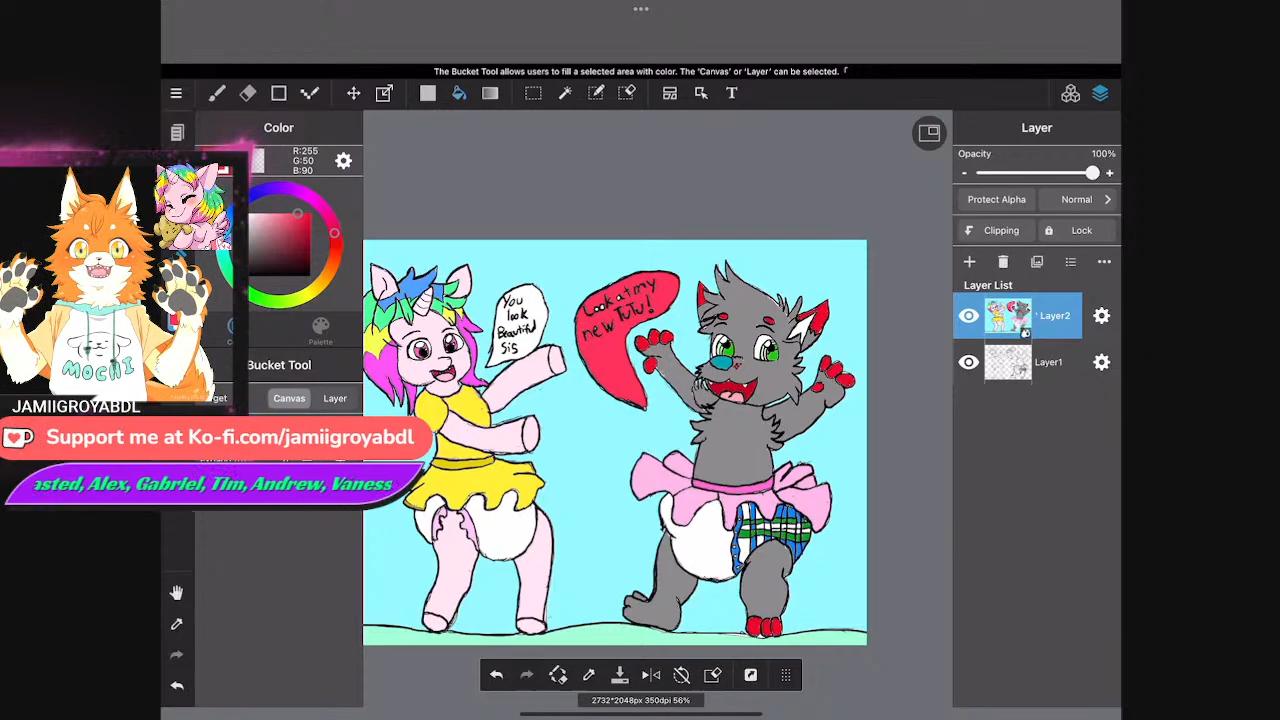 The Bucket Tool allows users to fill a selected area with color. The 'Canvas' or 'Layer' can be selected.
T
Color
Layer
R:255
G:50
B:90
Opacity
100%
-
+
Protect Alpha
Normal
Clipping
Lock
Layer List
Layer2
Layer1
Palette
Bucket Tool
Canvas
Layer
You
look
Beautiful
Sis
Look at my
new TuTu!
MOCHI
JAMIIGROYABDL
Support me at Ko-fi.com/jamiigroyabdl
asted, Alex, Gabriel, Tim, Andrew, Vaness
2732*2048px 350dpi 56%